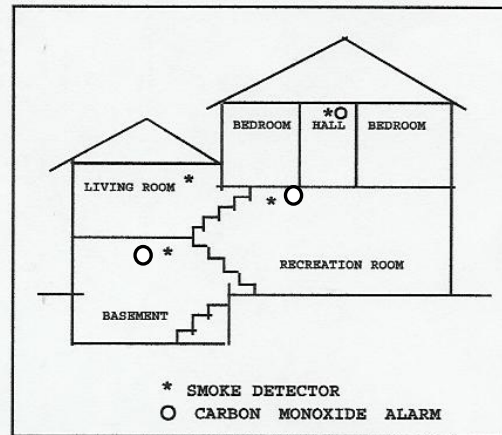 BEDROOM HALL BEDROOM
LIVING ROOM
RECREATION ROOM
BASEMENT
* SMOKE DETECTOR
O CARBON MONOXIDE ALARM